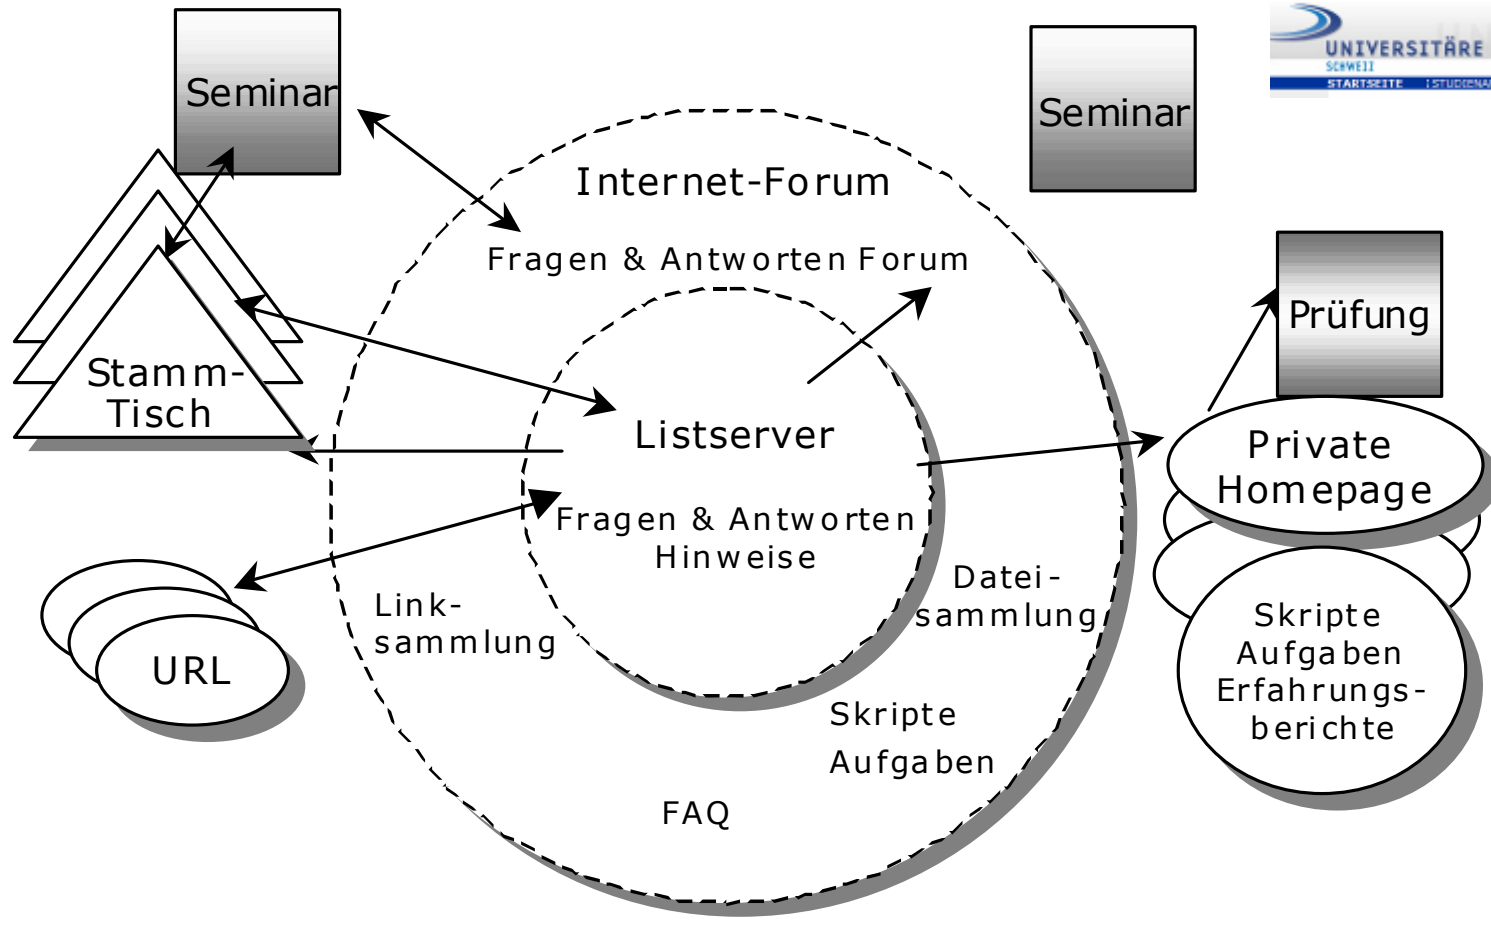 Seminar
Seminar
UNIVERSITÄRE
SCHWEIZ
STARTSEITE
Internet-Forum
Fragen & Antworten Forum
Prüfung
Stamm-
Tisch
Listserver
Fragen & Antworten
Hinweise
Private
Homepage
Link-
sammlung
Datei-
sammlung
URL
Skripte
Aufgaben
Erfahrungs-
berichte
Skripte
Aufgaben
FAQ